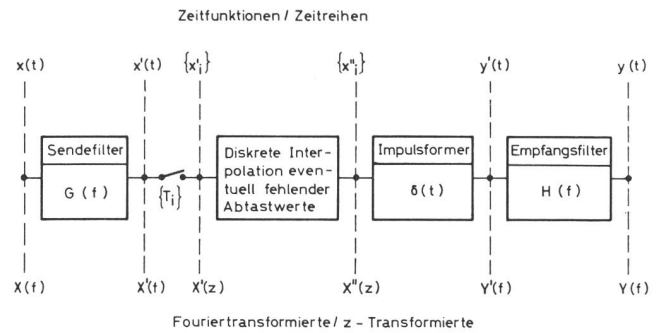 Zeitfunktionen / Zeitreihen
x(t) x'(t) {x'i} {x"i} y'(t) y(t)
Sendefilter
G(f)
{Ti}
Diskrete Inter-
polation even-
tuell fehlender
Abtastwerte
Impulsformer
δ(t)
Empfangsfilter
H(f)
X(f) X'(t) X'(z) X"(z) Y'(f) Y(f)
Fouriertransformierte / z - Transformierte